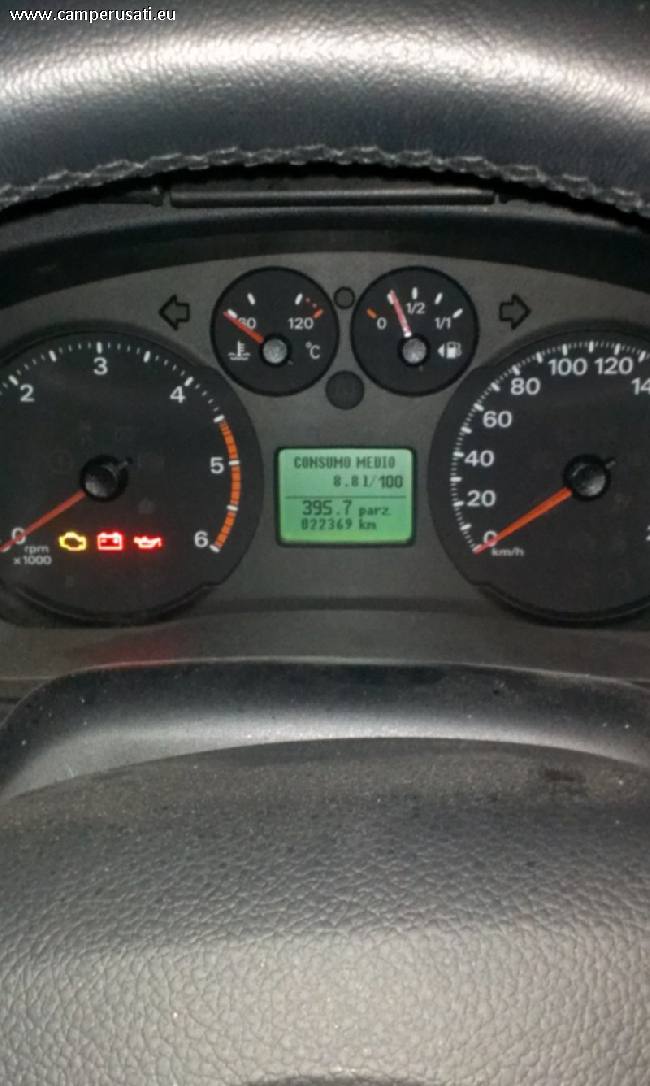 www.camperusati.eu
60 120
°C
0 1/2 1/1
2 3 4 5 6
0
rpm
x1000
CONSUMO MEDIO
8.8l/100
395.7 parz.
022369 km
0 20 40 60 80 100 120
km/h